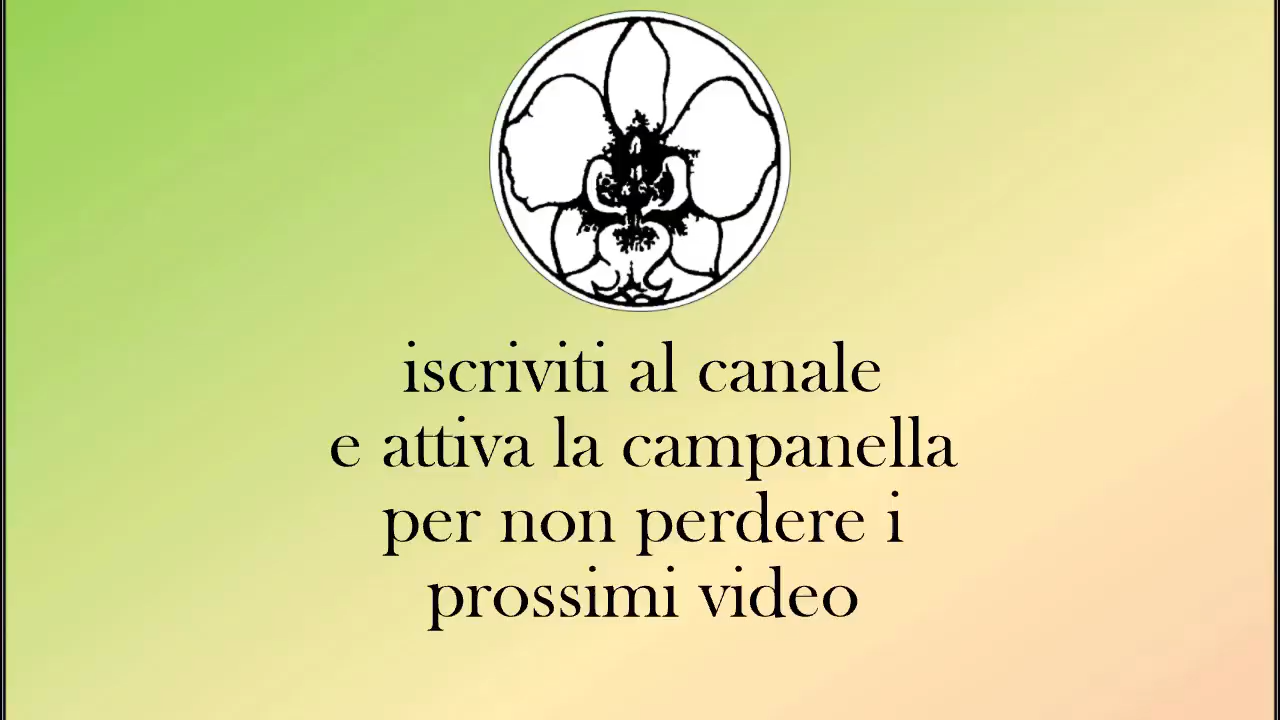 iscriviti al canale
e attiva la campanella
per non perdere i
prossimi video